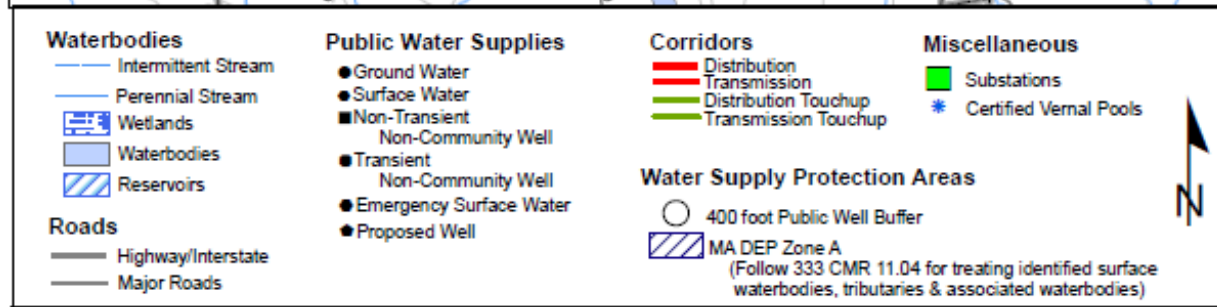 Waterbodies
Intermittent Stream
Perennial Stream
Wetlands
Waterbodies
Reservoirs
Roads
Highway/Interstate
Major Roads
Public Water Supplies
Ground Water
Surface Water
Non-Transient
Non-Community Well
Transient
Non-Community Well
Emergency Surface Water
Proposed Well
Corridors
Distribution
Transmission
Distribution Touchup
Transmission Touchup
Miscellaneous
Substations
Certified Vernal Pools
Water Supply Protection Areas
400 foot Public Well Buffer
MA DEP Zone A
(Follow 333 CMR 11.04 for treating identified surface
waterbodies, tributaries & associated waterbodies)
N